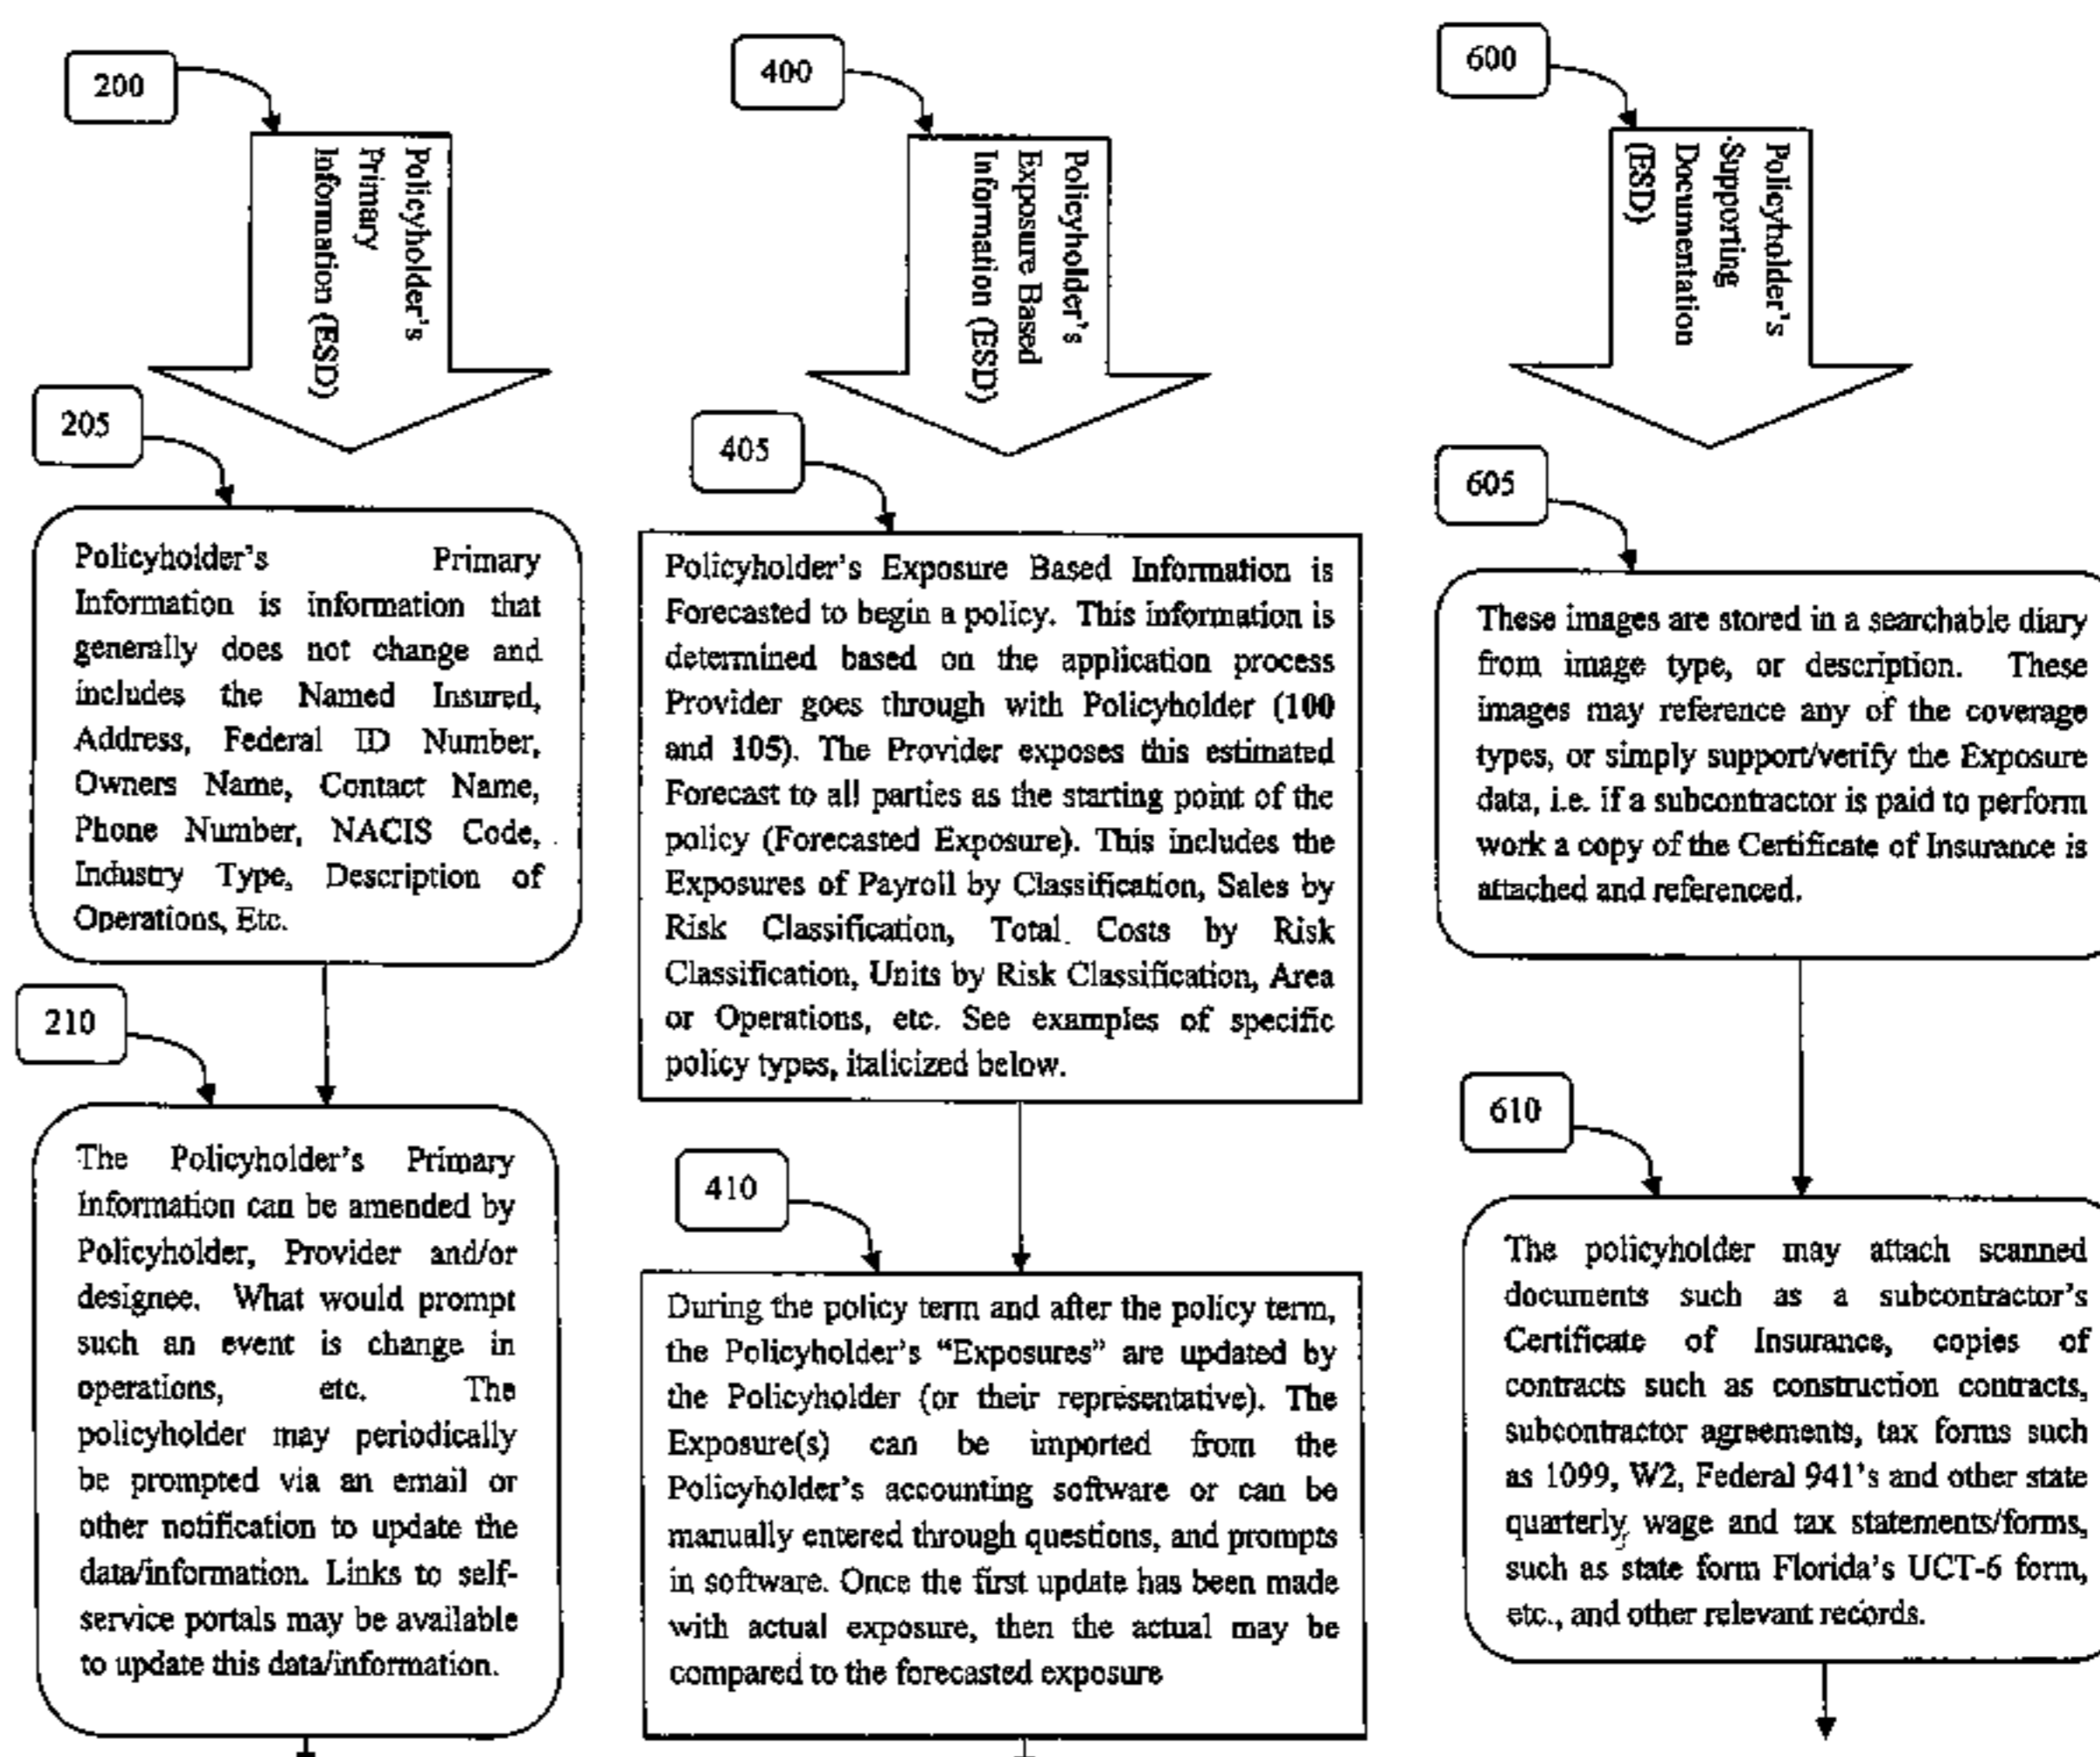 200
Policyholder's
Primary
Information (ESD)
205
Policyholder's Primary
Information is information that
generally does not change and
includes the Named Insured,
Address, Federal ID Number,
Owners Name, Contact Name,
Phone Number, NACIS Code,
Industry Type, Description of
Operations, Etc.
210
The Policyholder's Primary
Information can be amended by
Policyholder, Provider and/or
designee. What would prompt
such an event is change in
operations, etc. The
policyholder may periodically
be prompted via an email or
other notification to update the
data/information. Links to self-
service portals may be available
to update this data/information.
400
Policyholder's
Exposure Based
Information (ESD)
405
Policyholder's Exposure Based Information is
Forecasted to begin a policy. This information is
determined based on the application process
Provider goes through with Policyholder (100
and 105). The Provider exposes this estimated
Forecast to all parties as the starting point of the
policy (Forecasted Exposure). This includes the
Exposures of Payroll by Classification, Sales by
Risk Classification, Total Costs by Risk
Classification, Units by Risk Classification, Area
or Operations, etc. See examples of specific
policy types, italicized below.
410
During the policy term and after the policy term,
the Policyholder's “Exposures” are updated by
the Policyholder (or their representative). The
Exposure(s) can be imported from the
Policyholder's accounting software or can be
manually entered through questions, and prompts
in software. Once the first update has been made
with actual exposure, then the actual may be
compared to the forecasted exposure
600
Policyholder's
Supporting
Documentation
(ESD)
605
These images are stored in a searchable diary
from image type, or description. These
images may reference any of the coverage
types, or simply support/verify the Exposure
data, i.e. if a subcontractor is paid to perform
work a copy of the Certificate of Insurance is
attached and referenced.
610
The policyholder may attach scanned
documents such as a subcontractor's
Certificate of Insurance, copies of
contracts such as construction contracts,
subcontractor agreements, tax forms such
as 1099, W2, Federal 941's and other state
quarterly wage and tax statements/forms,
such as state form Florida's UCT-6 form,
etc., and other relevant records.